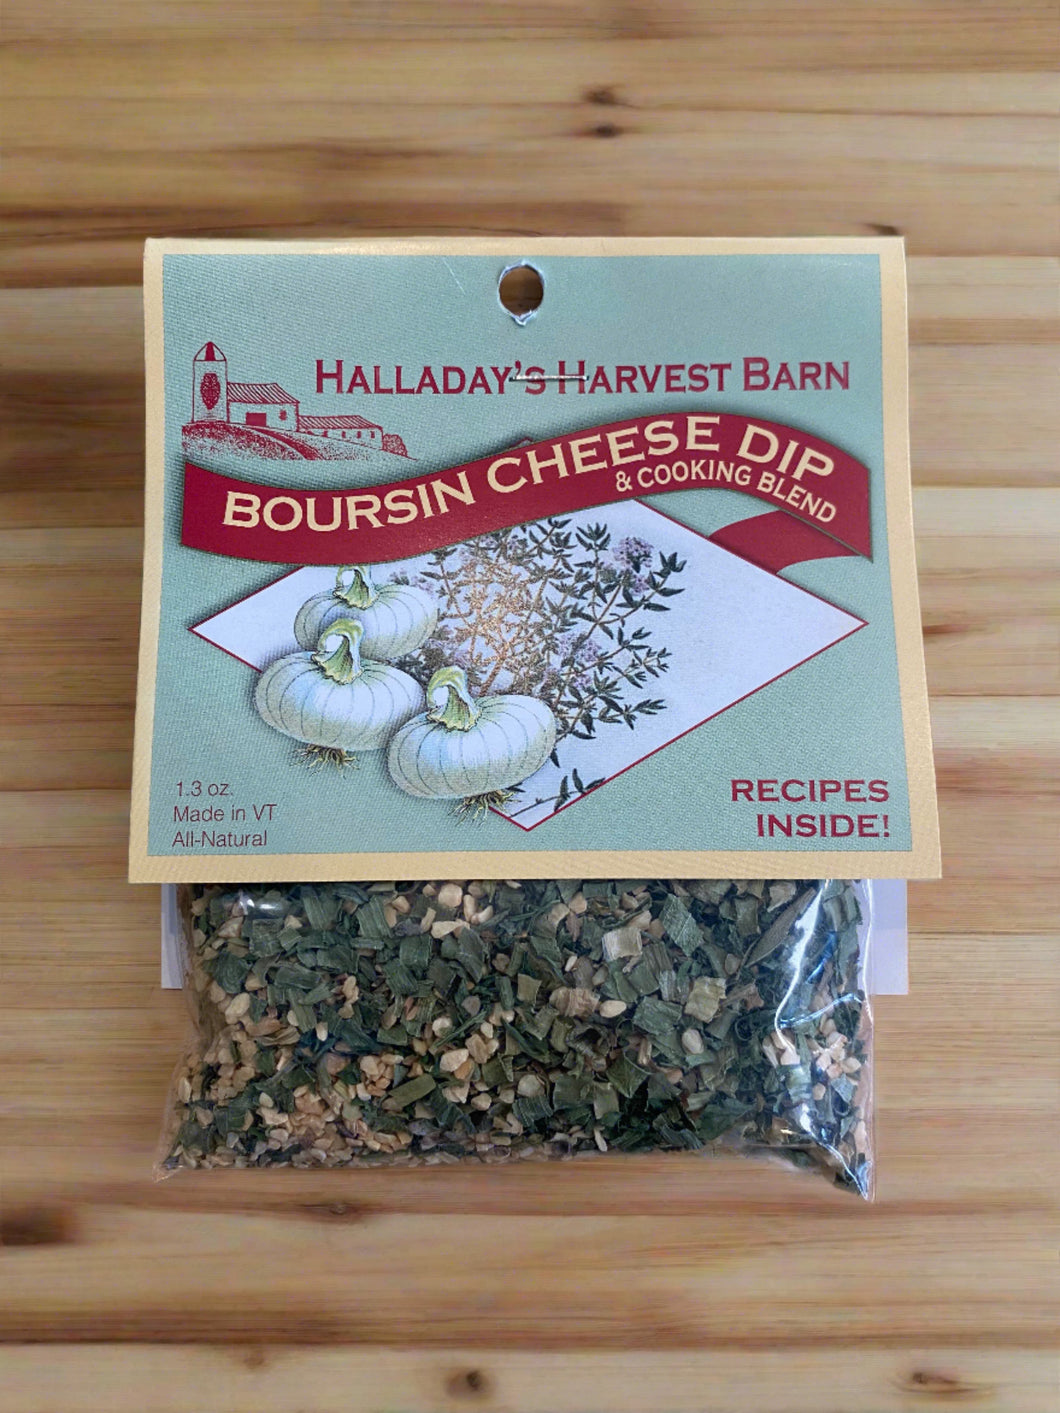 HALLADAY'S HARVEST BARN
BOURSIN CHEESE DIP
& COOKING BLEND
1.3 oz.
Made in VT
All-Natural
RECIPES
INSIDE!